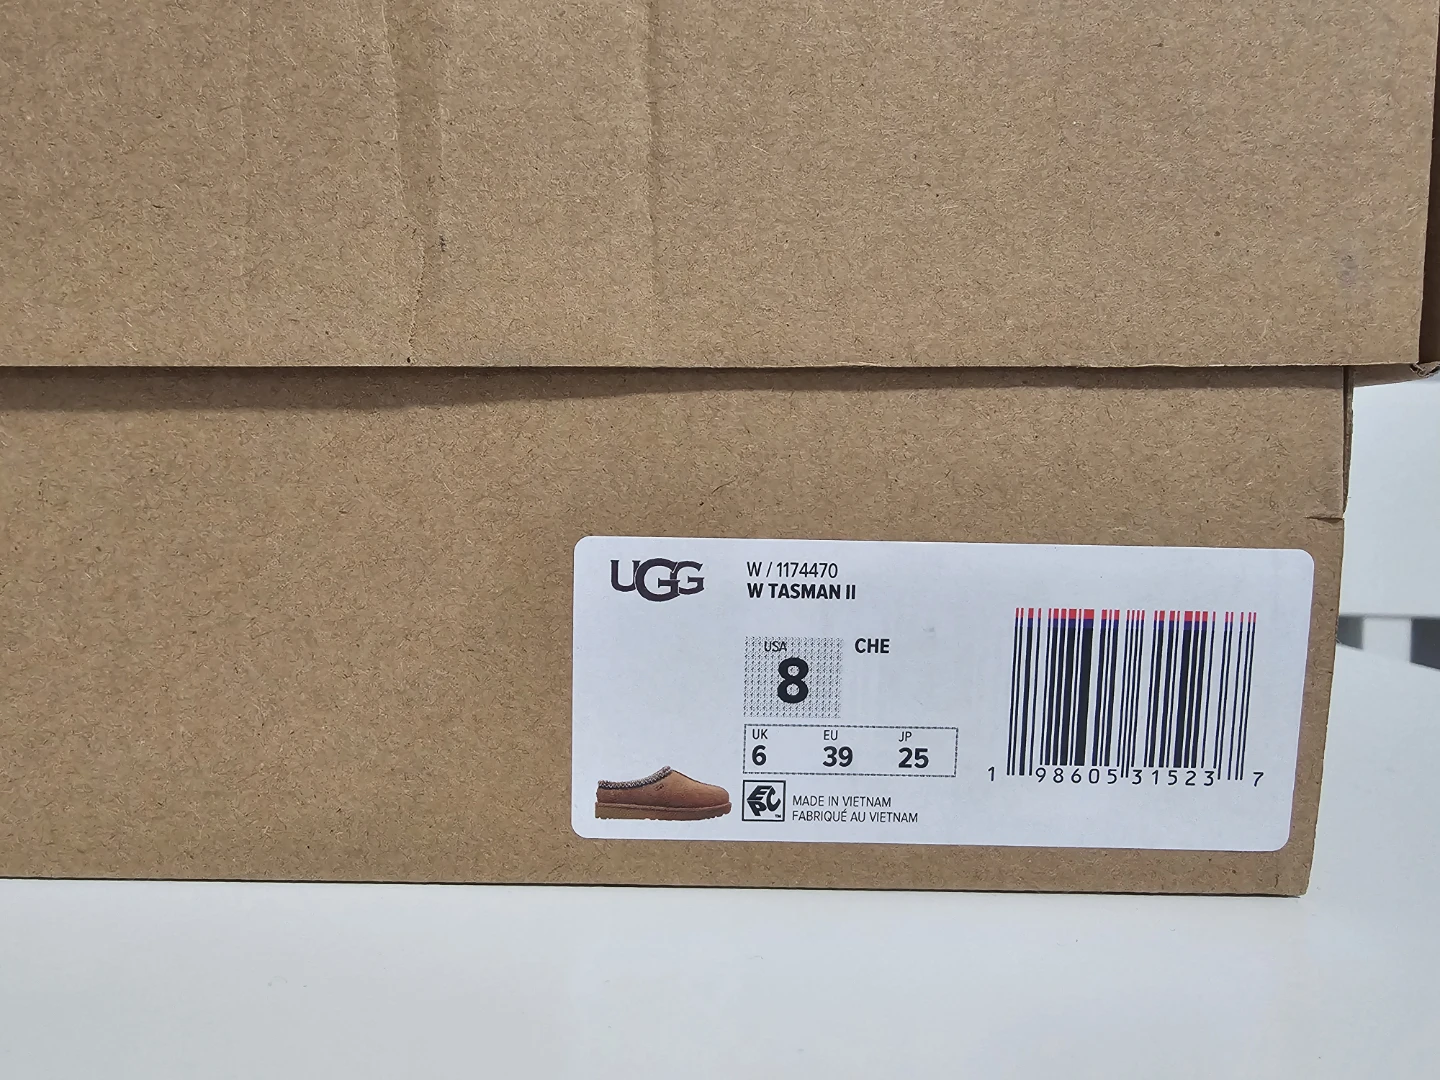 UGG
W / 1174470
W TASMAN II
USA
8
CHE
UK EU JP
6 39 25
EPC™
MADE IN VIETNAM
FABRIQUÉ AU VIETNAM
1 98605 31523 7